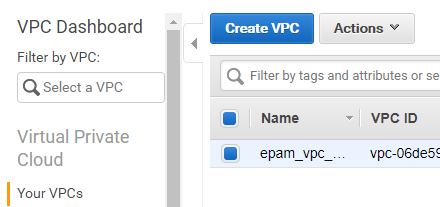 VPC Dashboard
Filter by VPC:
Select a VPC
Virtual Private
Cloud
Your VPCs
Create VPC
Actions
Filter by tags and attributes or se
Name
VPC ID
epam_vpc_...
vpc-06de59